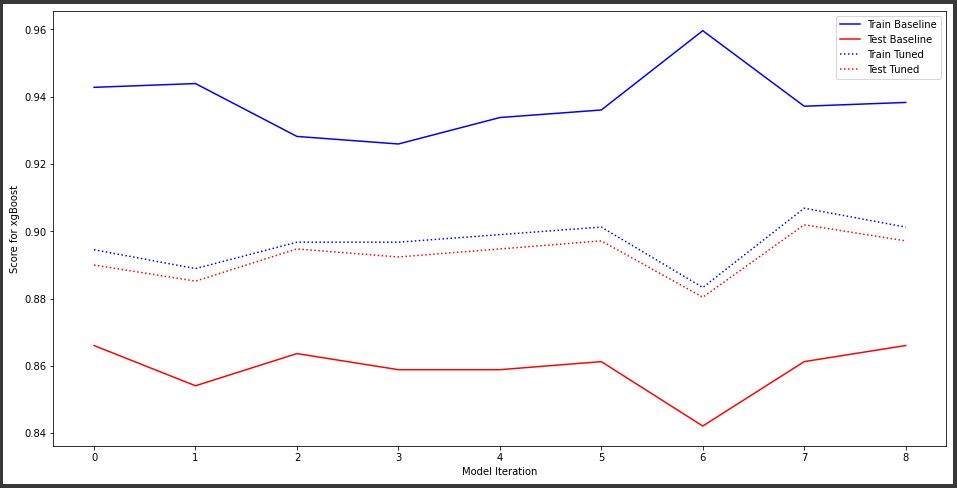 Train Baseline
Test Baseline
Train Tuned
Test Tuned
0.96
0.94
0.92
0.90
0.88
0.86
0.84
Score for xgBoost
0 1 2 3 4 5 6 7 8
Model Iteration